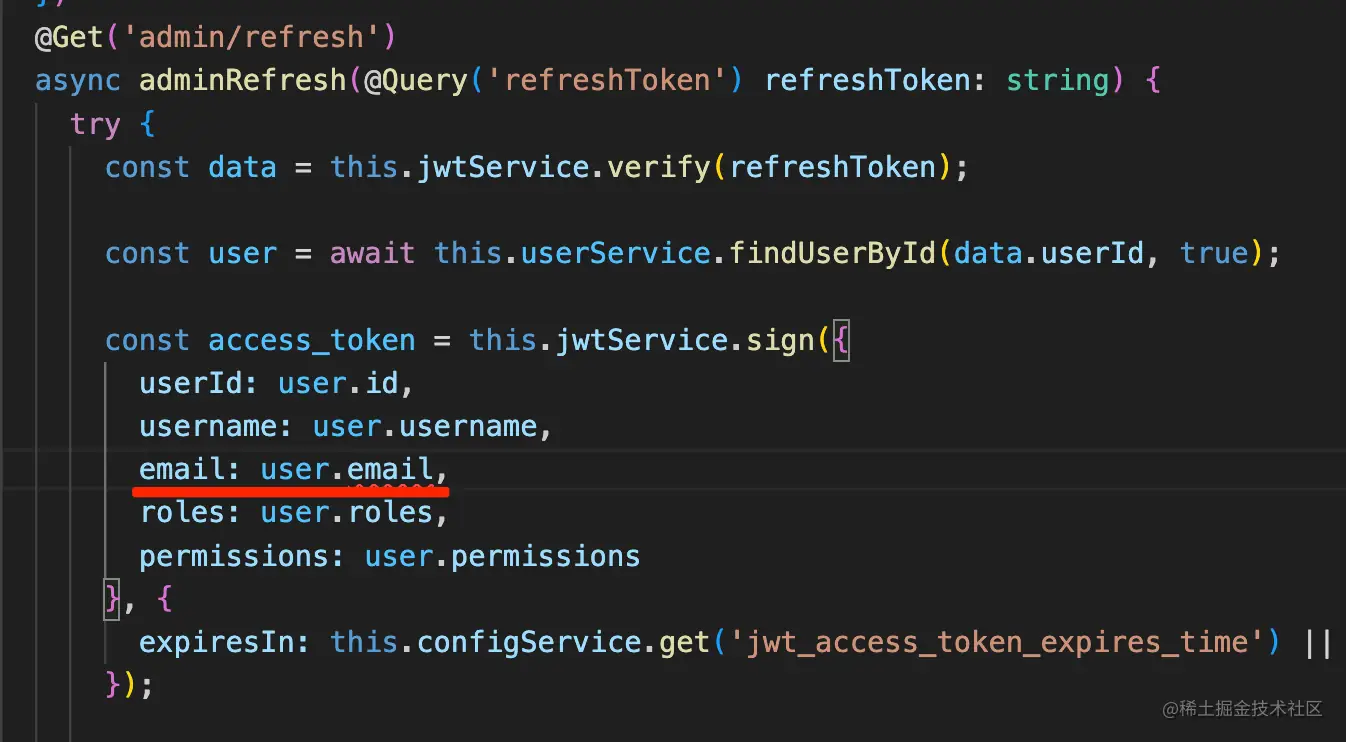 })
@Get('admin/refresh')
async adminRefresh(@Query('refreshToken') refreshToken: string) {
try {
const data = this.jwtService.verify(refreshToken);
const user = await this.userService.findUserById(data.userId, true);
const access_token = this.jwtService.sign({
userId: user.id,
username: user.username,
email: user.email,
roles: user.roles,
permissions: user.permissions
}, {
expiresIn: this.configService.get('jwt_access_token_expires_time') ||
});
@稀土掘金技术社区